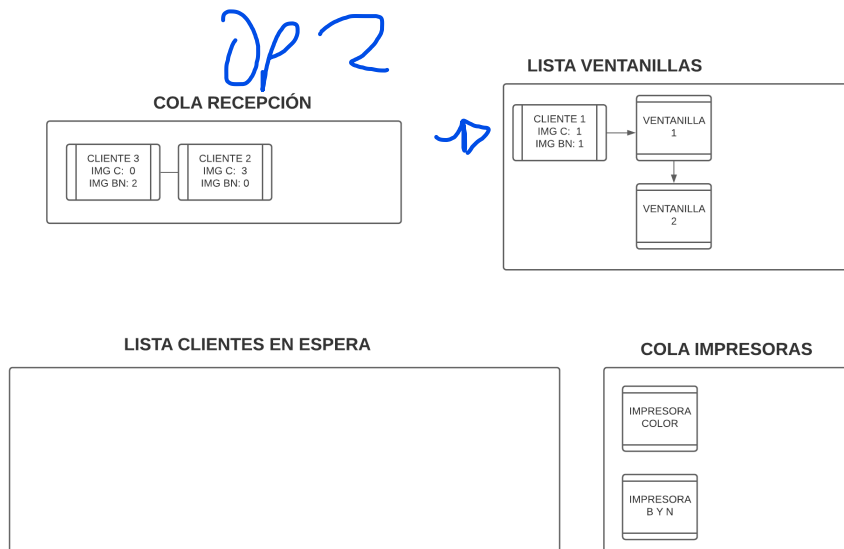 OP 2
LISTA VENTANILLAS
COLA RECEPCIÓN
CLIENTE 3
IMG C: 0
IMG BN: 2
CLIENTE 2
IMG C: 3
IMG BN: 0
CLIENTE 1
IMG C: 1
IMG BN: 1
VENTANILLA
1
VENTANILLA
2
LISTA CLIENTES EN ESPERA
COLA IMPRESORAS
IMPRESORA
COLOR
IMPRESORA
B Y N